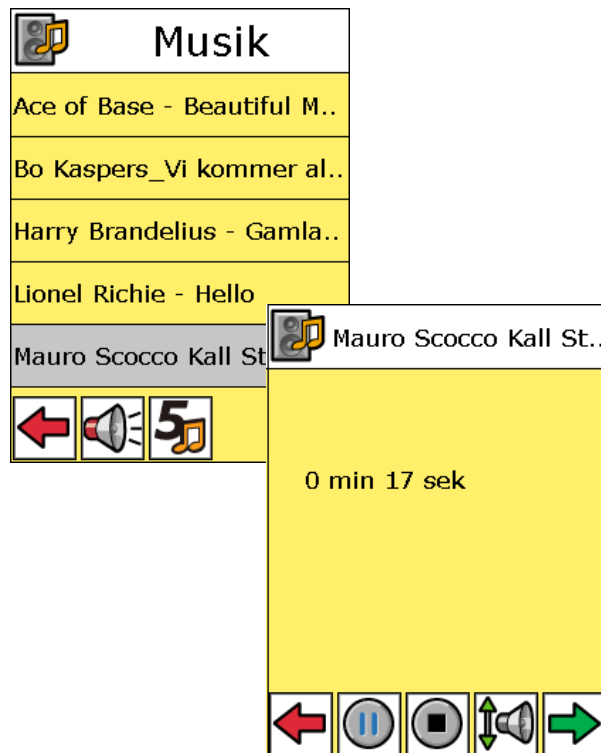 Musik
Ace of Base - Beautiful M..
Bo Kaspers_Vi kommer al..
Harry Brandelius - Gamla..
Lionel Richie - Hello
Mauro Scocco Kall St
5
Mauro Scocco Kall St..
0 min 17 sek